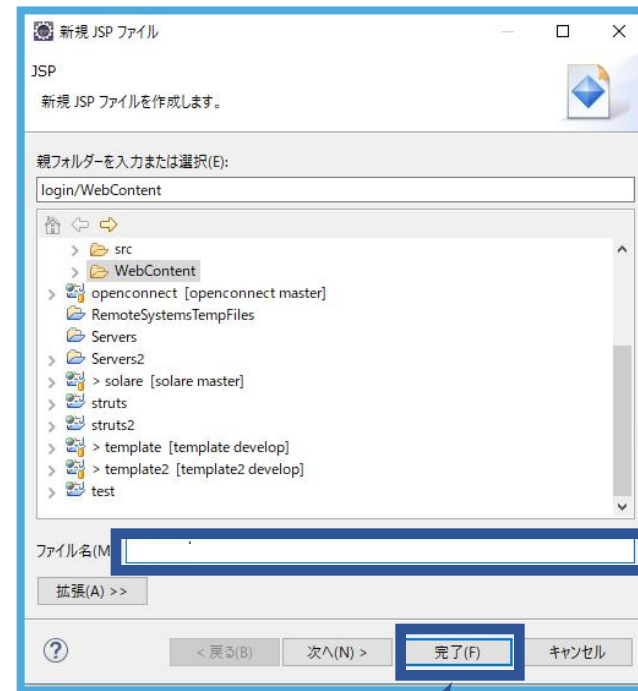 新規 JSP ファイル
JSP
新規 JSP ファイルを作成します。
親フォルダーを入力または選択(E):
login/WebContent
src
WebContent
openconnect [openconnect master]
RemoteSystemsTempFiles
Servers
Servers2
> solare [solare master]
struts
struts2
> template [template develop]
> template2 [template2 develop]
test
ファイル名(M
拡張(A) >>
< 戻る(B) 次へ(N) > 完了(F) キャンセル